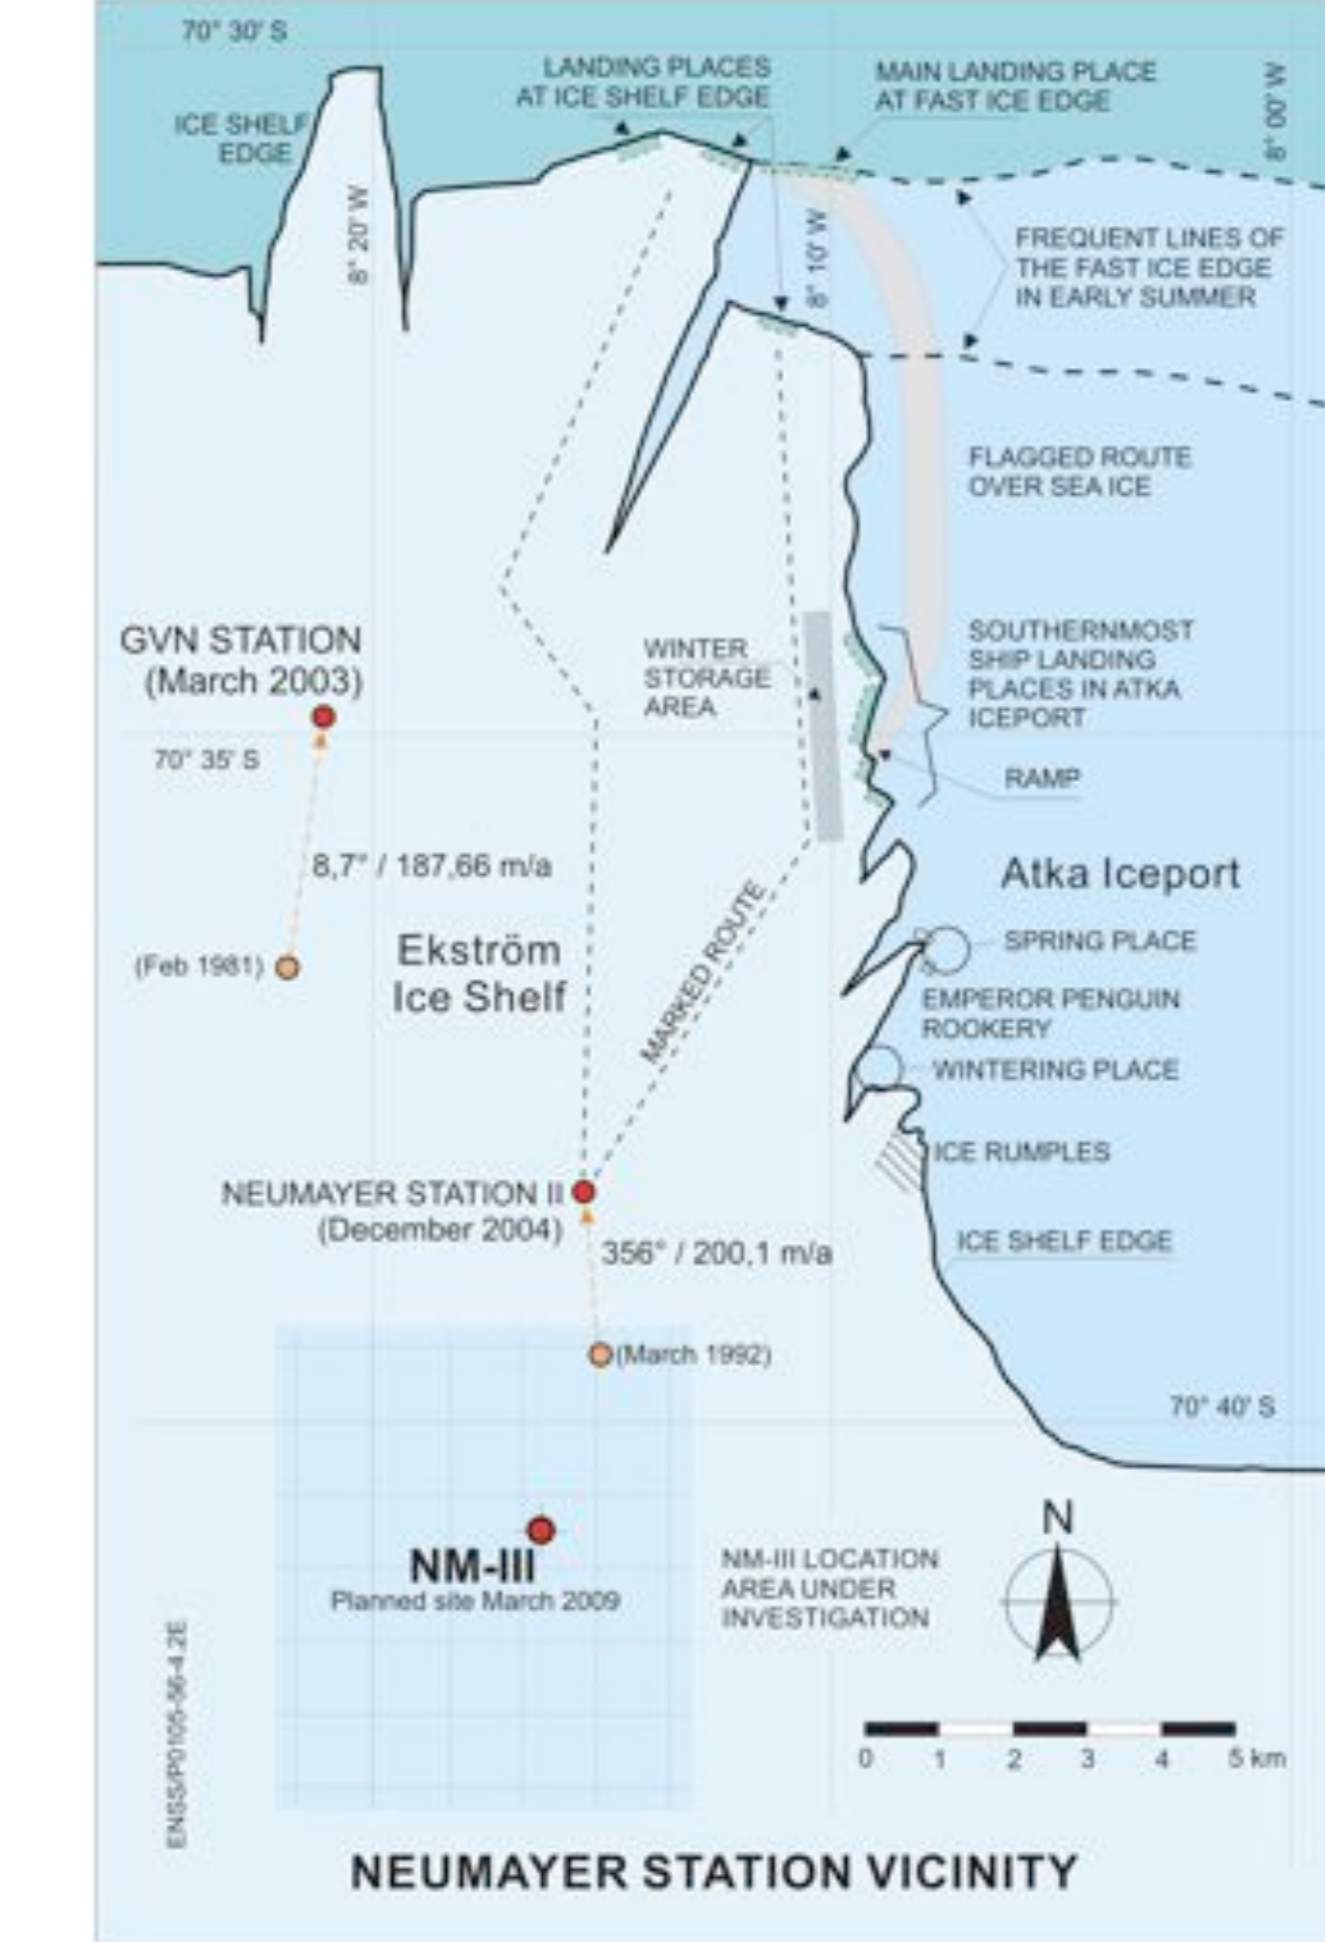 70° 30' S
LANDING PLACES
AT ICE SHELF EDGE
MAIN LANDING PLACE
AT FAST ICE EDGE
8° 00' W
ICE SHELF
EDGE
8° 20' W
8° 10' W
FREQUENT LINES OF
THE FAST ICE EDGE
IN EARLY SUMMER
FLAGGED ROUTE
OVER SEA ICE
GVN STATION
(March 2003)
WINTER
STORAGE
AREA
SOUTHERNMOST
SHIP LANDING
PLACES IN ATKA
ICEPORT
70° 35' S
RAMP
8,7° / 187,66 m/a
Atka Iceport
(Feb 1981)
Ekström
Ice Shelf
MARKED ROUTE
SPRING PLACE
EMPEROR PENGUIN
ROOKERY
WINTERING PLACE
ICE RUMPLES
NEUMAYER STATION II
(December 2004)
356° / 200,1 m/a
ICE SHELF EDGE
(March 1992)
70° 40' S
N
NM-III
Planned site March 2009
NM-III LOCATION
AREA UNDER
INVESTIGATION
0 1 2 3 4 5 km
ENSS/P0105-56-4.2E
NEUMAYER STATION VICINITY